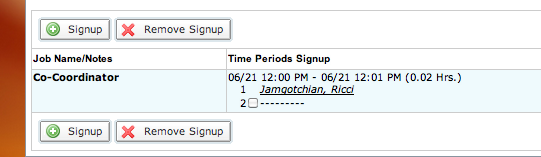 Signup Remove Signup
Job Name/Notes Time Periods Signup
Co-Coordinator 06/21 12:00 PM - 06/21 12:01 PM (0.02 Hrs.)
1 Jamgotchian, Ricci
2 ---------
Signup Remove Signup